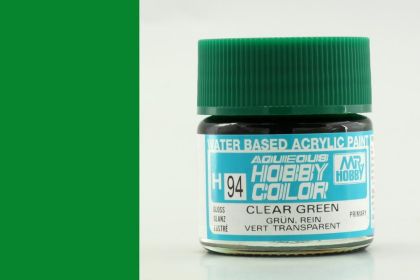 WATER BASED ACRYLIC PAINT
AQUEOUS
HOBBY
COLOR
Mr.
HOBBY
H 94
GLOSS
GLANZ
LUSTRE
CLEAR GREEN
PRIMARY
GRÜN, REIN
VERT TRANSPARENT